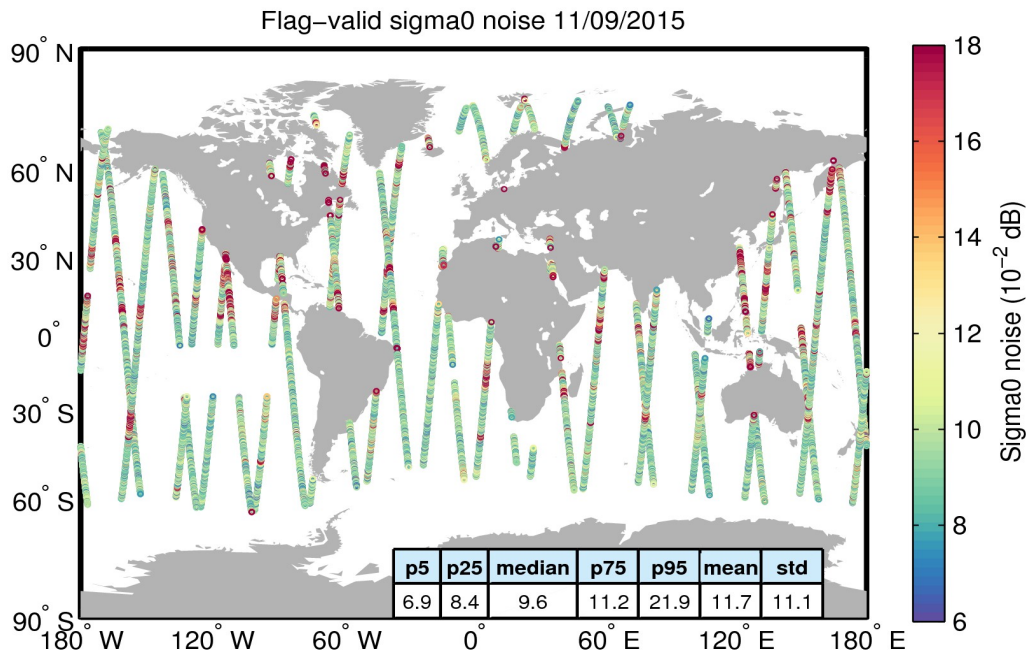 Flag−valid sigma0 noise 11/09/2015
90° N
60° N
30° N
0°
30° S
60° S
90° S
180° W
120° W
60° W
0°
60° E
120° E
180° E
p5 p25 median p75 p95 mean std
6.9 8.4 9.6 11.2 21.9 11.7 11.1
18
16
14
12
10
8
6
Sigma0 noise (10⁻² dB)